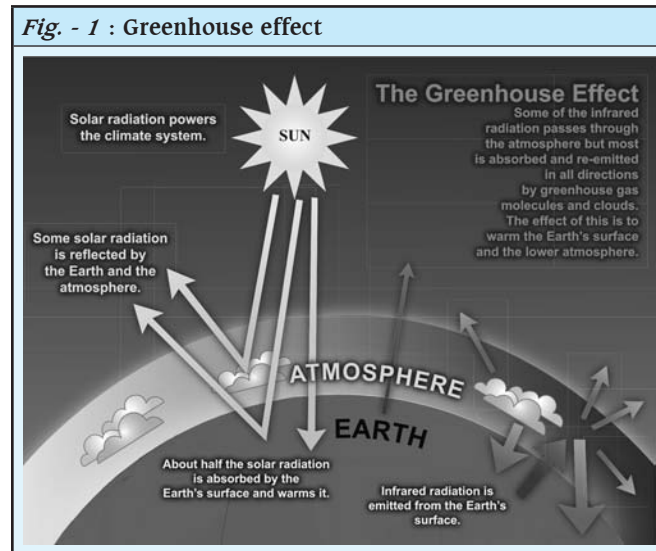 Fig. - 1 : Greenhouse effect
The Greenhouse Effect
Some of the infrared
radiation passes through
the atmosphere but most
is absorbed and re-emitted
in all directions
by greenhouse gas
molecules and clouds.
The effect of this is to
warm the Earth's surface
and the lower atmosphere.
Solar radiation powers
the climate system.
SUN
Some solar radiation
is reflected by
the Earth and the
atmosphere.
ATMOSPHERE
EARTH
About half the solar radiation
is absorbed by the
Earth's surface and warms it.
Infrared radiation is
emitted from the Earth's
surface.